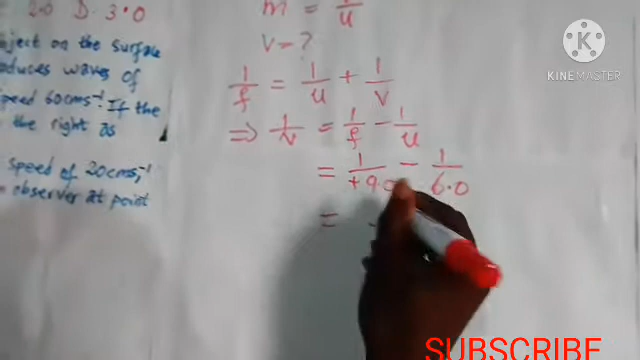 2.0 D. 3.0
bject on the surface
oduces waves of
speed 60cms⁻¹. If the
the right as
speed of 20cms,⁻¹
observer at point
m = 
u
v = ?
1/f = 1/u + 1/v
⇒ 1/v = 1/f - 1/u
= 1/+9.0 - 1/6.0
=
KINEMASTER
SUBSCRIBE